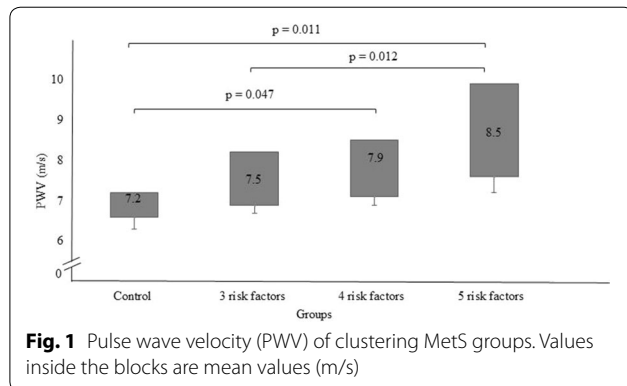 p = 0.011
p = 0.012
p = 0.047
10
9
8
7
6
0
PWV (m/s)
7.2
7.5
7.9
8.5
Control 3 risk factors 4 risk factors 5 risk factors
Groups
Fig. 1 Pulse wave velocity (PWV) of clustering MetS groups. Values
inside the blocks are mean values (m/s)